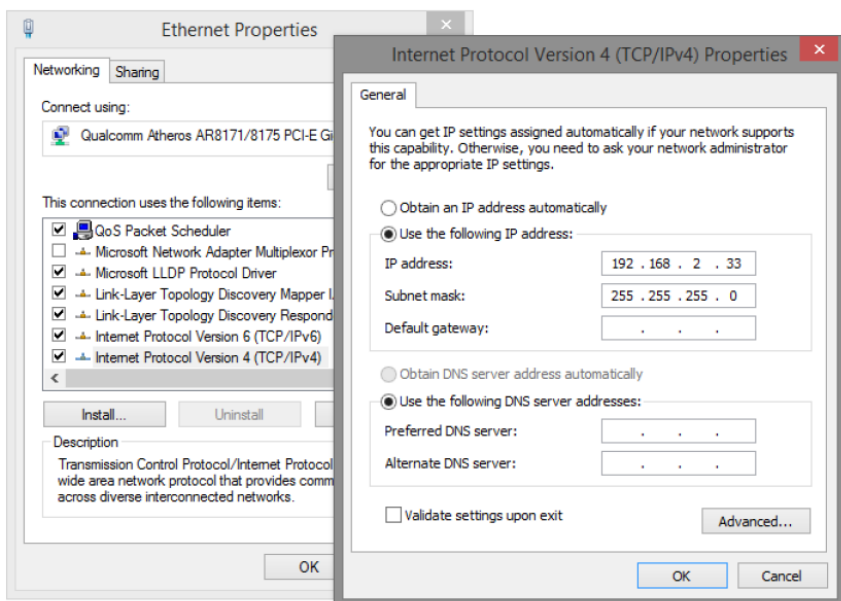 Ethernet Properties
Networking
Sharing
Connect using:
Qualcomm Atheros AR8171/8175 PCI-E Gi
This connection uses the following items:
QoS Packet Scheduler
Microsoft Network Adapter Multiplexor Pr
Microsoft LLDP Protocol Driver
Link-Layer Topology Discovery Mapper I
Link-Layer Topology Discovery Respond
Internet Protocol Version 6 (TCP/IPv6)
Internet Protocol Version 4 (TCP/IPv4)
Install...
Uninstall
Description
Transmission Control Protocol/Internet Protocol
wide area network protocol that provides comm
across diverse interconnected networks.
OK
Internet Protocol Version 4 (TCP/IPv4) Properties
General
You can get IP settings assigned automatically if your network supports
this capability. Otherwise, you need to ask your network administrator
for the appropriate IP settings.
Obtain an IP address automatically
Use the following IP address:
IP address:
192 . 168 . 2 . 33
Subnet mask:
255 . 255 . 255 . 0
Default gateway:
. . .
Obtain DNS server address automatically
Use the following DNS server addresses:
Preferred DNS server:
. . .
Alternate DNS server:
. . .
Validate settings upon exit
Advanced...
OK
Cancel